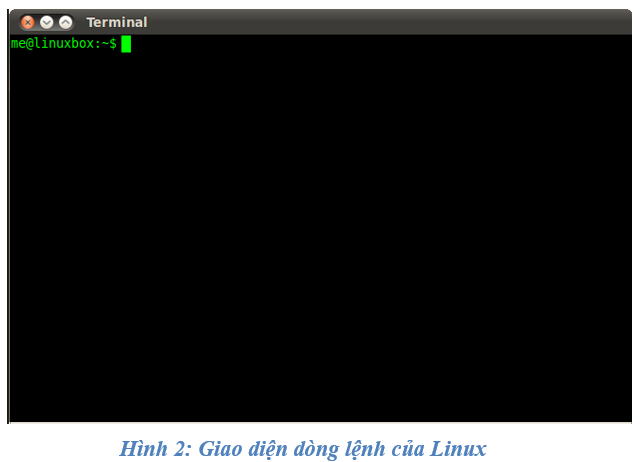 Terminal
me@linuxbox:~$
Hình 2: Giao diện dòng lệnh của Linux